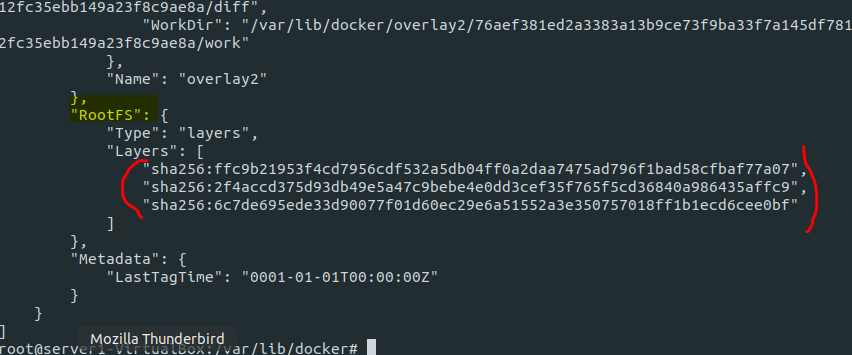 12fc35ebb149a23f8c9ae8a/diff",
"WorkDir": "/var/lib/docker/overlay2/76aef381ed2a3383a13b9ce73f9ba33f7a145df781
2fc35ebb149a23f8c9ae8a/work"
},
"Name": "overlay2"
},
"RootFS": {
"Type": "layers",
"Layers": [
"sha256:ffc9b21953f4cd7956cdf532a5db04ff0a2daa7475ad796f1bad58cfbaf77a07",
"sha256:2f4accd375d93db49e5a47c9bebe4e0dd3cef35f765f5cd36840a986435affc9",
"sha256:6c7de695ede33d90077f01d60ec29e6a51552a3e350757018ff1b1ecd6cee0bf"
]
},
"Metadata": {
"LastTagTime": "0001-01-01T00:00:00Z"
}
}
]
Mozilla Thunderbird
root@server1-VirtualBox:/var/lib/docker#